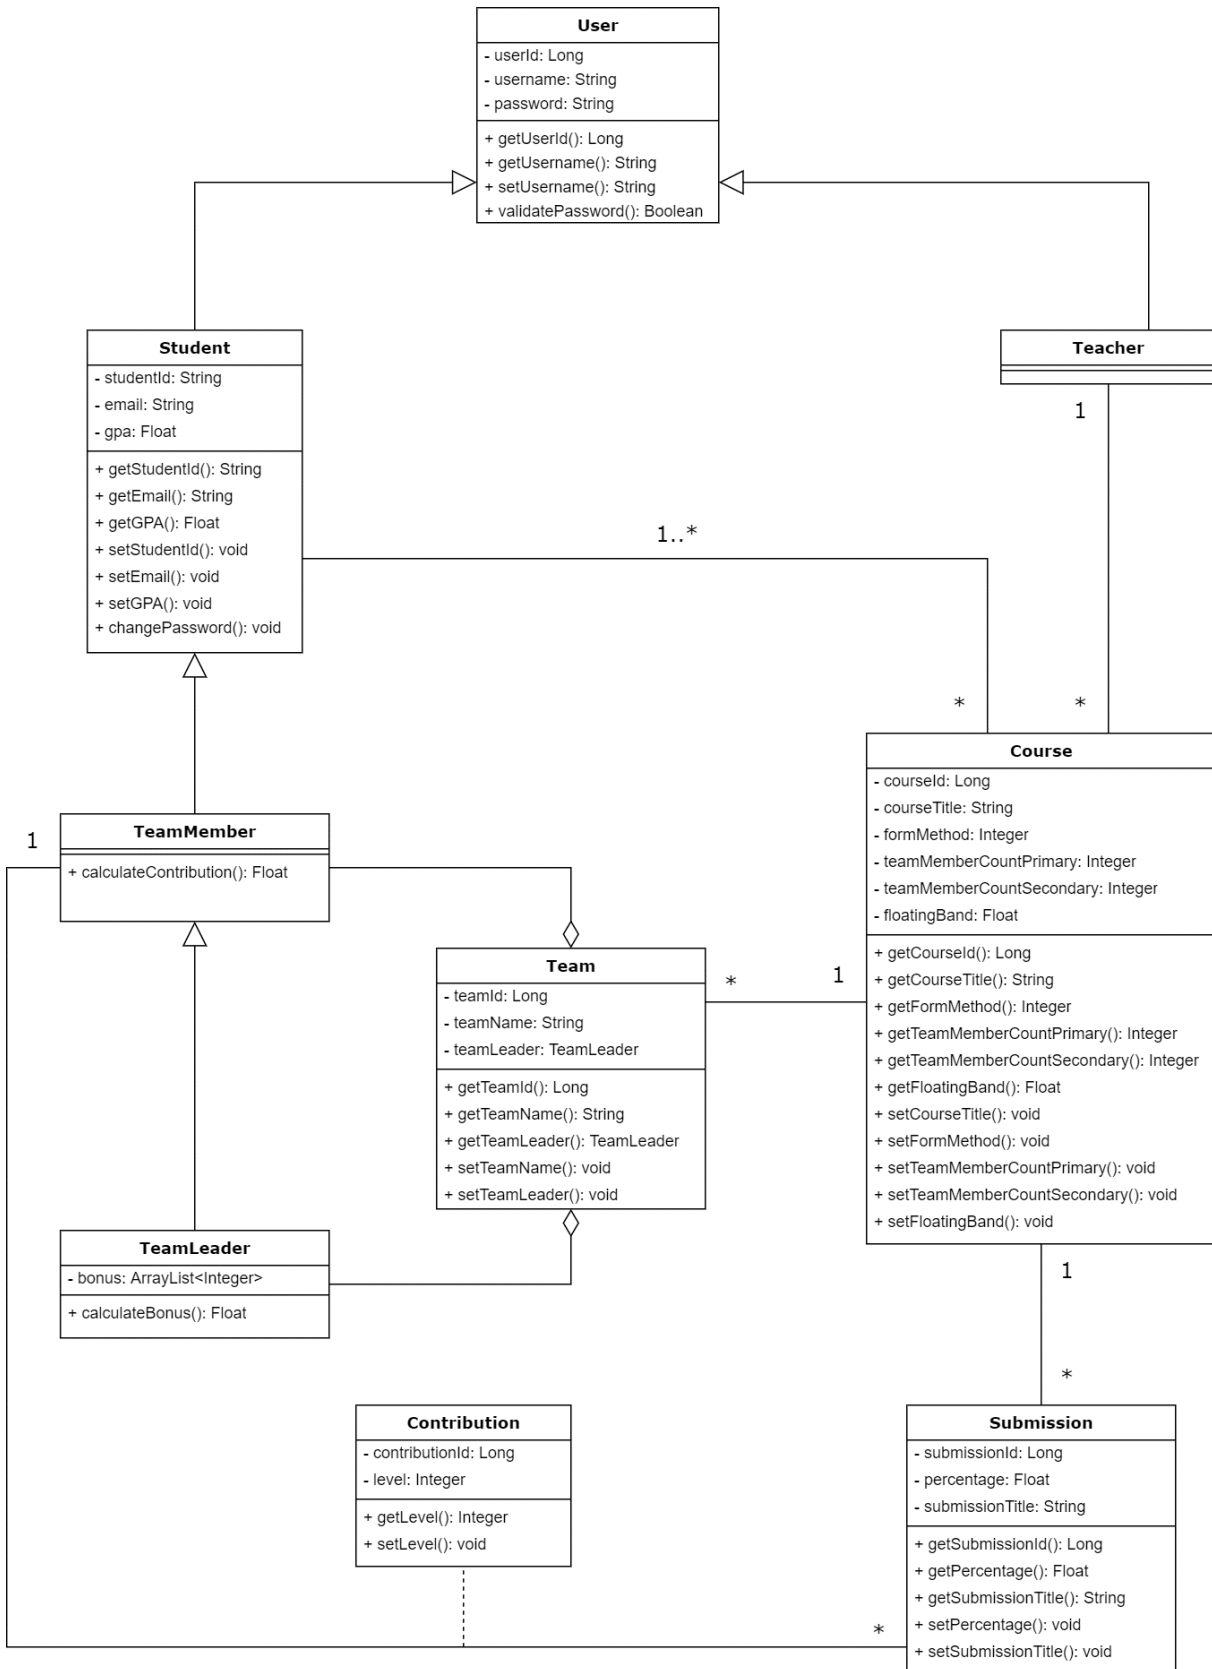 User
- userId: Long
- username: String
- password: String
+ getUserId(): Long
+ getUsername(): String
+ setUsername(): String
+ validatePassword(): Boolean
Student
- studentId: String
- email: String
- gpa: Float
+ getStudentId(): String
+ getEmail(): String
+ getGPA(): Float
+ setStudentId(): void
+ setEmail(): void
+ setGPA(): void
+ changePassword(): void
Teacher
1
1..*
*
*
Course
- courseId: Long
- courseTitle: String
- formMethod: Integer
- teamMemberCountPrimary: Integer
- teamMemberCountSecondary: Integer
- floatingBand: Float
+ getCourseId(): Long
+ getCourseTitle(): String
+ getFormMethod(): Integer
+ getTeamMemberCountPrimary(): Integer
+ getTeamMemberCountSecondary(): Integer
+ getFloatingBand(): Float
+ setCourseTitle(): void
+ setFormMethod(): void
+ setTeamMemberCountPrimary(): void
+ setTeamMemberCountSecondary(): void
+ setFloatingBand(): void
1
TeamMember
+ calculateContribution(): Float
Team
- teamId: Long
- teamName: String
- teamLeader: TeamLeader
+ getTeamId(): Long
+ getTeamName(): String
+ getTeamLeader(): TeamLeader
+ setTeamName(): void
+ setTeamLeader(): void
*
1
TeamLeader
- bonus: ArrayList<Integer>
+ calculateBonus(): Float
1
*
Contribution
- contributionId: Long
- level: Integer
+ getLevel(): Integer
+ setLevel(): void
Submission
- submissionId: Long
- percentage: Float
- submissionTitle: String
+ getSubmissionId(): Long
+ getPercentage(): Float
+ getSubmissionTitle(): String
+ setPercentage(): void
+ setSubmissionTitle(): void
*